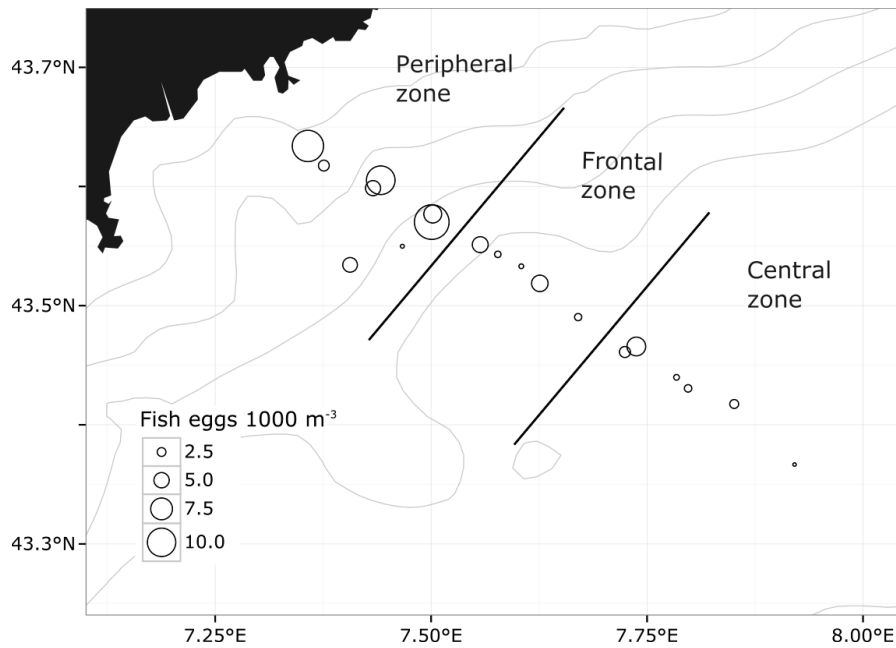 43.7°N
Peripheral
zone
Frontal
zone
Central
zone
43.5°N
Fish eggs 1000 m⁻³
2.5
5.0
7.5
10.0
43.3°N
7.25°E 7.50°E 7.75°E 8.00°E